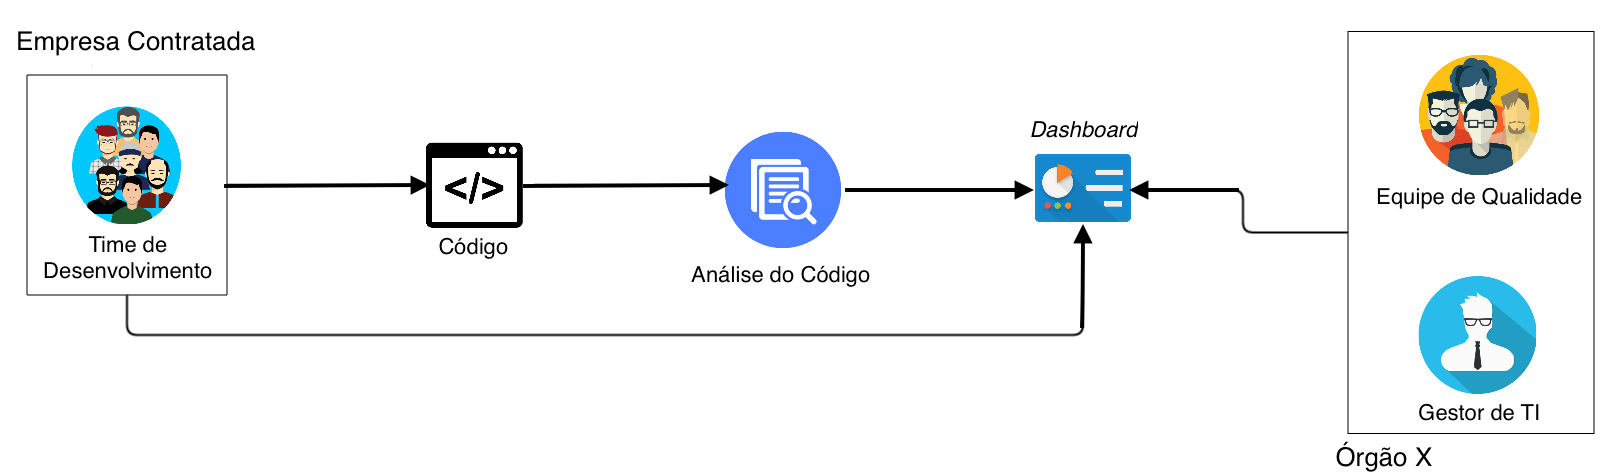 Empresa Contratada
Time de
Desenvolvimento
</>
Código
Análise do Código
Dashboard
Equipe de Qualidade
Gestor de TI
Órgão X